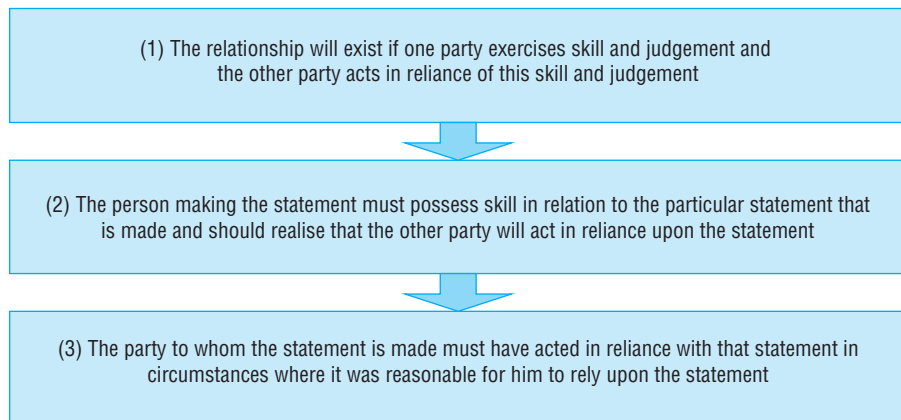 (1) The relationship will exist if one party exercises skill and judgement and
the other party acts in reliance of this skill and judgement
(2) The person making the statement must possess skill in relation to the particular statement that
is made and should realise that the other party will act in reliance upon the statement
(3) The party to whom the statement is made must have acted in reliance with that statement in
circumstances where it was reasonable for him to rely upon the statement